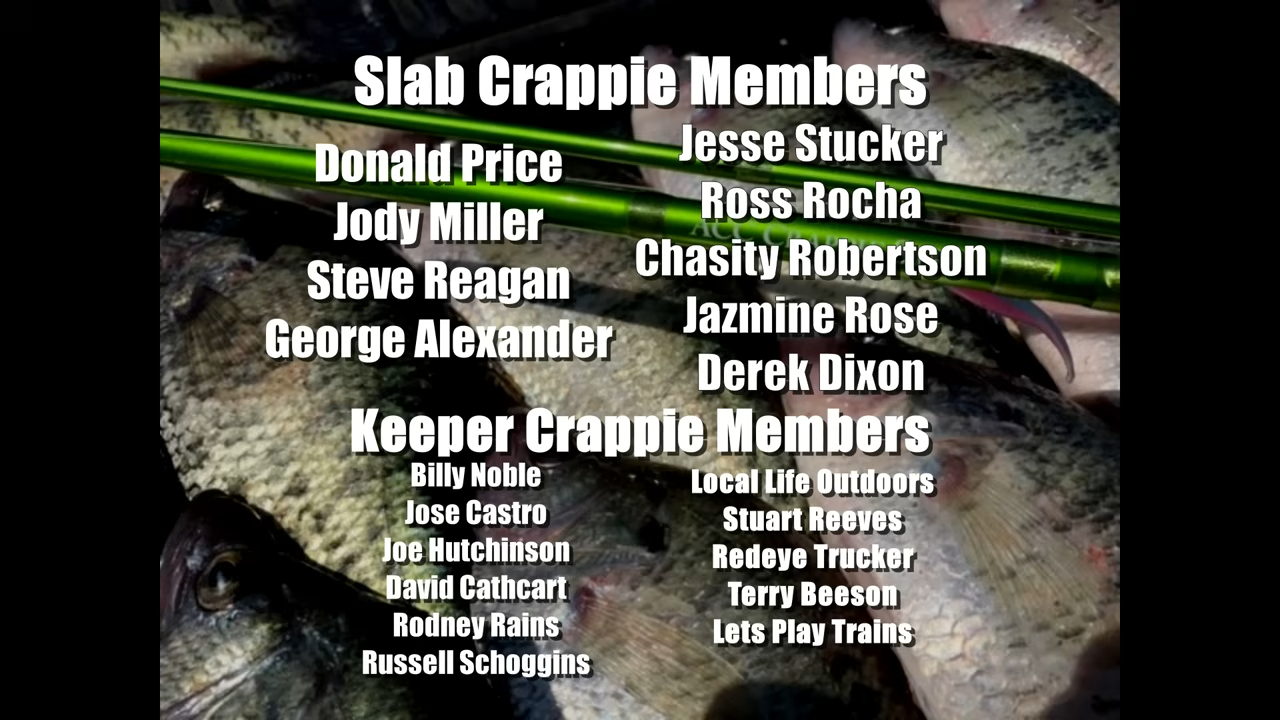 Slab Crappie Members
Donald Price
Jody Miller
Steve Reagan
George Alexander
Jesse Stucker
Ross Rocha
Chasity Robertson
Jazmine Rose
Derek Dixon
Keeper Crappie Members
Billy Noble
Jose Castro
Joe Hutchinson
David Cathcart
Rodney Rains
Russell Schoggins
Local Life Outdoors
Stuart Reeves
Redeye Trucker
Terry Beeson
Lets Play Trains